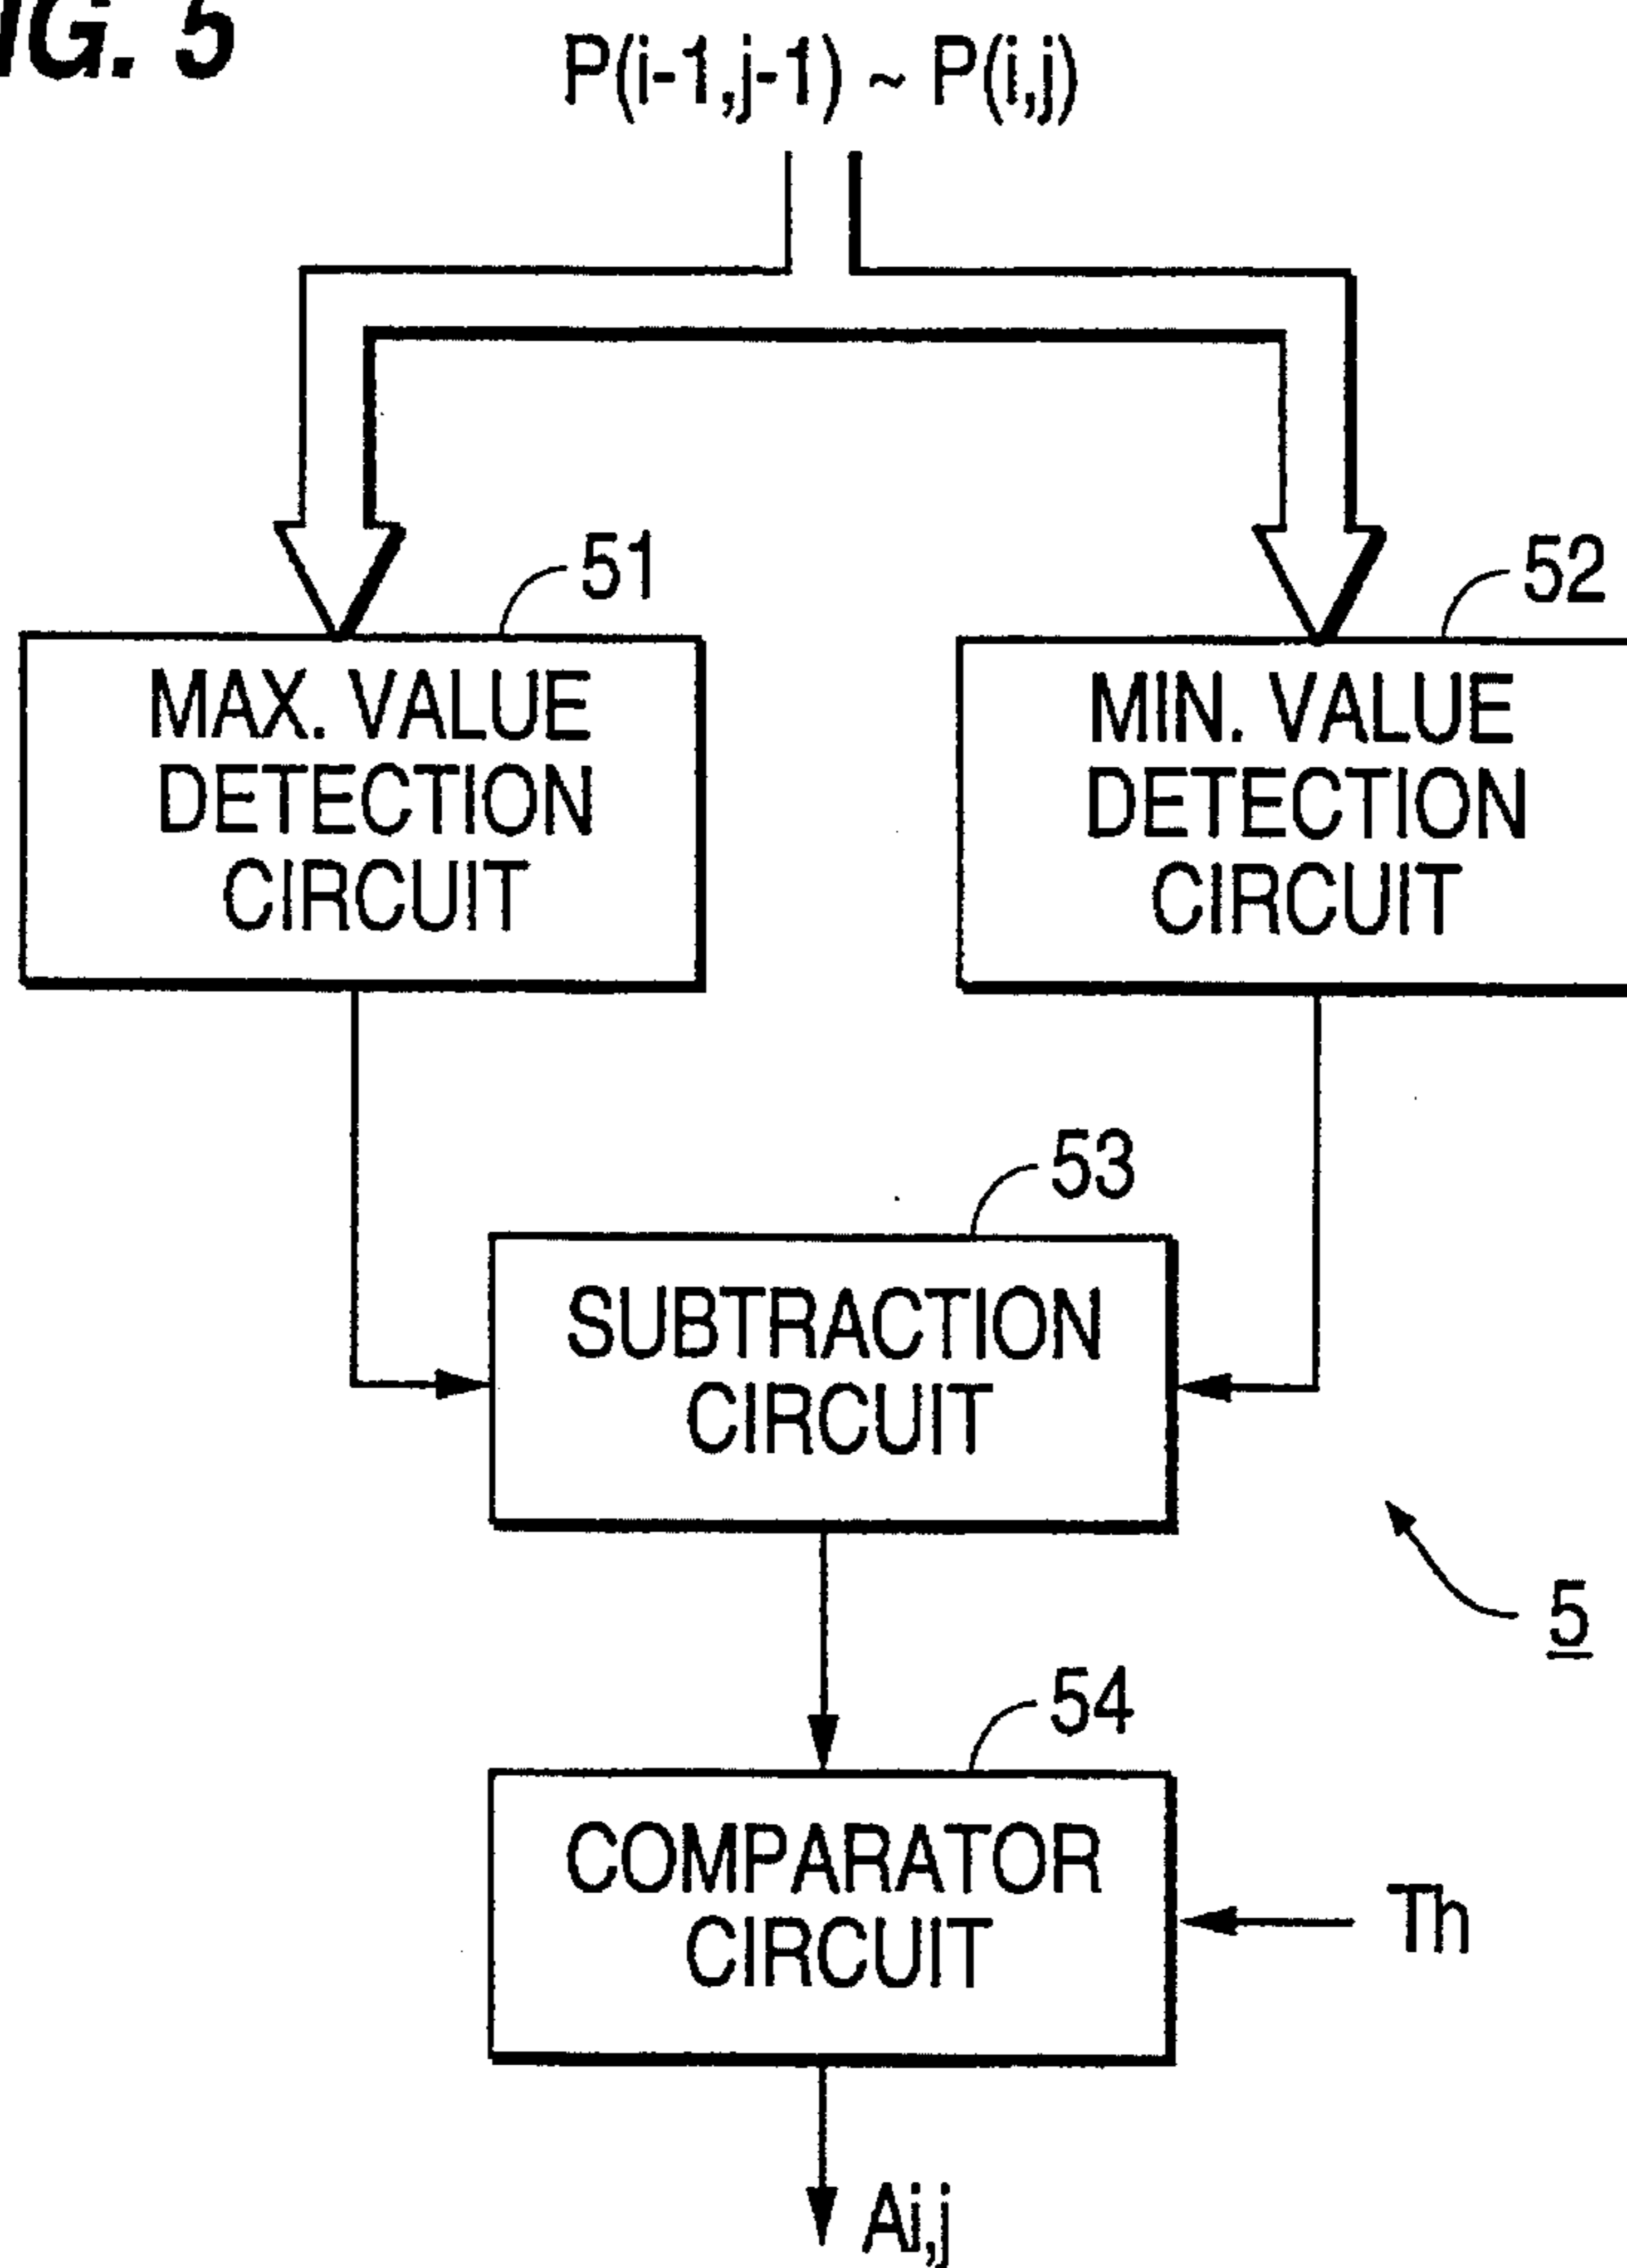 FIG. 5
P(i-1,j-1) ~ P(i,j)
51
52
MAX. VALUE
DETECTION
CIRCUIT
MIN. VALUE
DETECTION
CIRCUIT
53
SUBTRACTION
CIRCUIT
5
54
COMPARATOR
CIRCUIT
Th
Ai,j